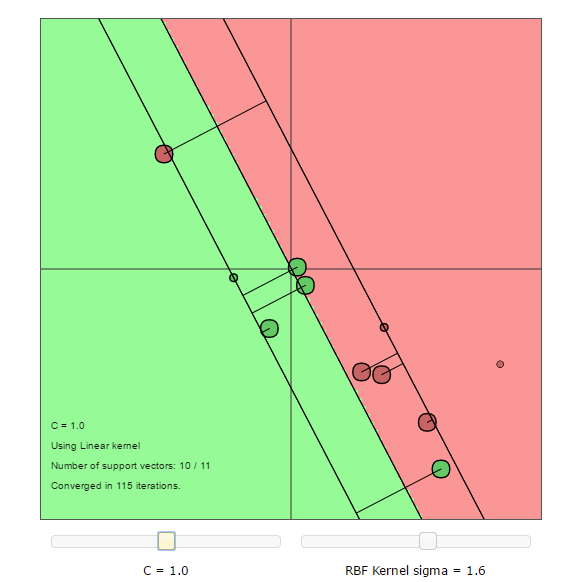 C = 1.0
Using Linear kernel
Number of support vectors: 10 / 11
Converged in 115 iterations.
C = 1.0
RBF Kernel sigma = 1.6